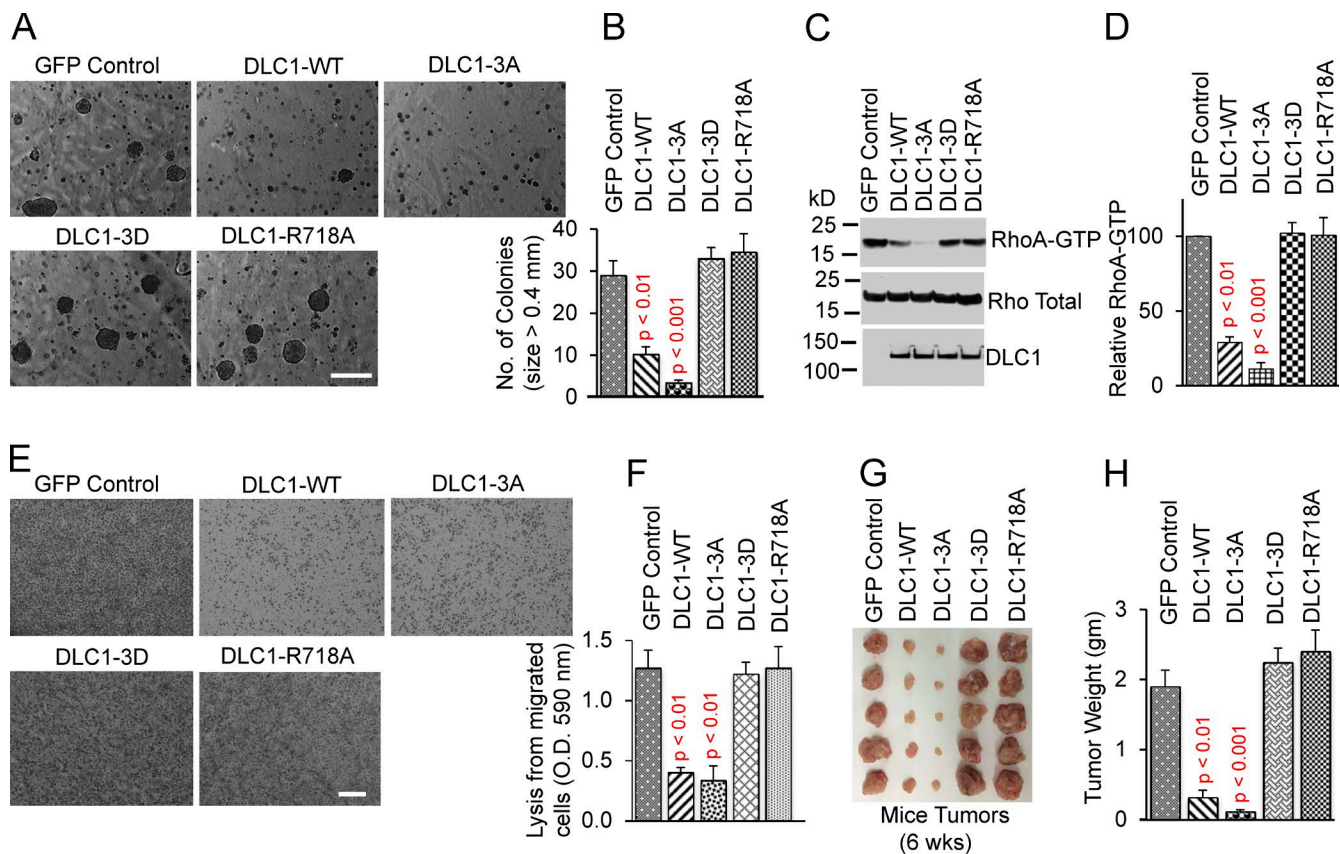 A
GFP Control
DLC1-WT
DLC1-3A
DLC1-3D
DLC1-R718A
B
GFP Control
DLC1-WT
DLC1-3A
DLC1-3D
DLC1-R718A
No. of Colonies
(size > 0.4 mm)
40
30
20
10
0
p < 0.01
p < 0.001
C
GFP Control
DLC1-WT
DLC1-3A
DLC1-3D
DLC1-R718A
kD
25
15
RhoA-GTP
25
15
Rho Total
150
100
DLC1
D
GFP Control
DLC1-WT
DLC1-3A
DLC1-3D
DLC1-R718A
Relative RhoA-GTP
100
50
0
p < 0.01
p < 0.001
E
GFP Control
DLC1-WT
DLC1-3A
DLC1-3D
DLC1-R718A
F
GFP Control
DLC1-WT
DLC1-3A
DLC1-3D
DLC1-R718A
Lysis from migrated
cells (O.D. 590 nm)
1.5
1.0
0.5
0.0
p < 0.01
p < 0.01
G
GFP Control
DLC1-WT
DLC1-3A
DLC1-3D
DLC1-R718A
Mice Tumors
(6 wks)
H
GFP Control
DLC1-WT
DLC1-3A
DLC1-3D
DLC1-R718A
Tumor Weight (gm)
3
2
1
0
p < 0.01
p < 0.001